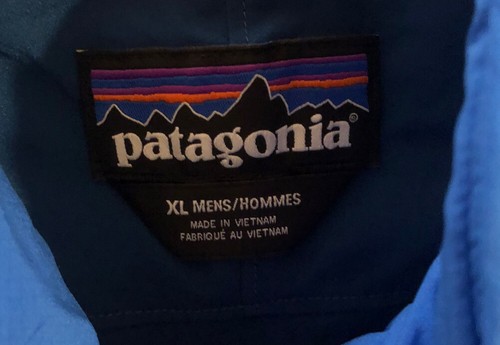 patagonia®
XL MENS/HOMMES
MADE IN VIETNAM
FABRIQUÉ AU VIETNAM